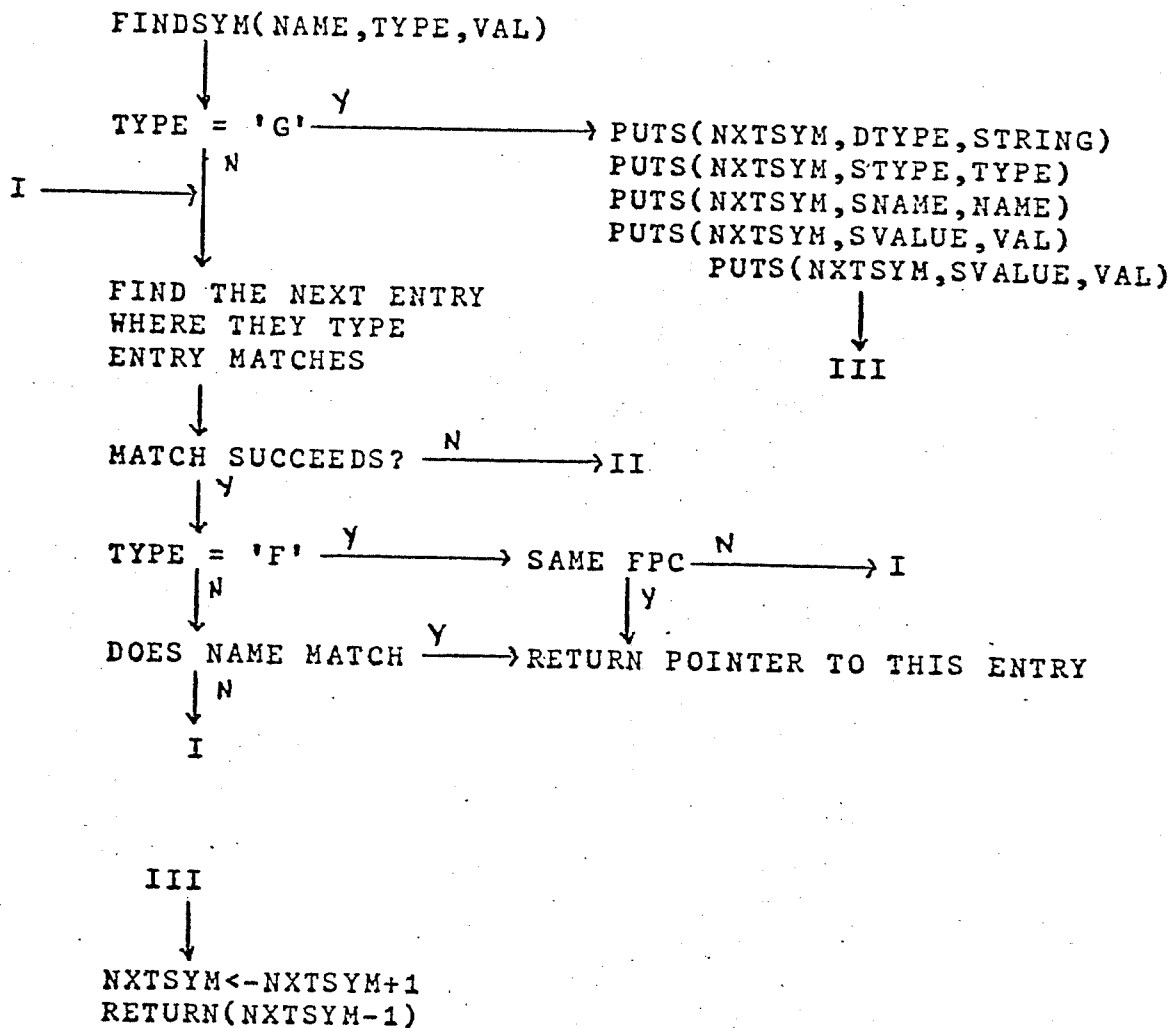 FINDSYM(NAME,TYPE,VAL)
TYPE = 'G' Y
PUTS(NXTSYM,DTYPE,STRING)
PUTS(NXTSYM,STYPE,TYPE)
PUTS(NXTSYM,SNAME,NAME)
PUTS(NXTSYM,SVALUE,VAL)
PUTS(NXTSYM,SVALUE,VAL)
III
N
I
FIND THE NEXT ENTRY
WHERE THEY TYPE
ENTRY MATCHES
MATCH SUCCEEDS? N II
Y
TYPE = 'F' Y SAME FPC N I
N Y
DOES NAME MATCH Y RETURN POINTER TO THIS ENTRY
N
I
III
NXTSYM<-NXTSYM+1
RETURN(NXTSYM-1)